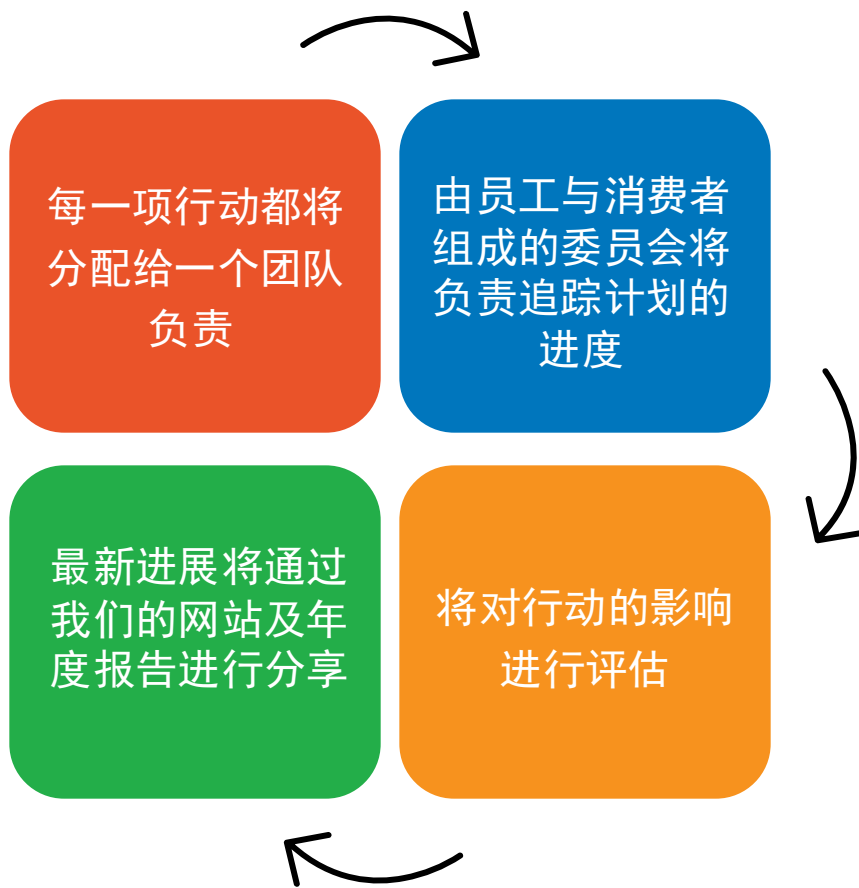 每一项行动都将
分配给一个团队
负责
由员工与消费者
组成的委员会将
负责追踪计划的
进度
最新进展将通过
我们的网站及年
度报告进行分享
将对行动的影响
进行评估